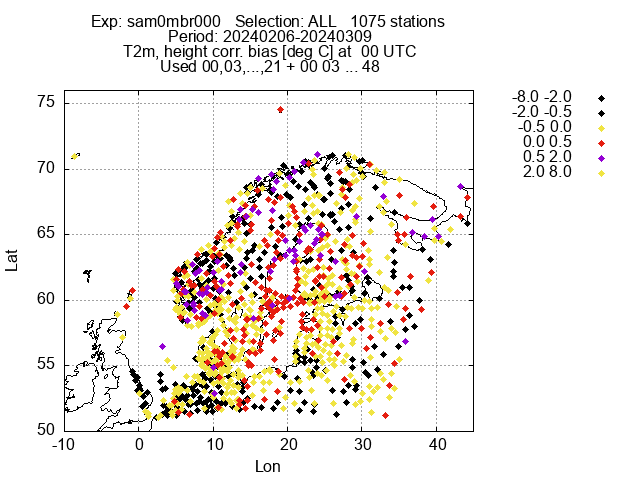 Exp: sam0mbr000   Selection: ALL   1075 stations
Period: 20240206-20240309
T2m, height corr. bias [deg C] at  00 UTC
Used 00,03,...,21 + 00 03 ... 48
-8.0 -2.0
-2.0 -0.5
-0.5 0.0
0.0 0.5
0.5 2.0
2.0 8.0
75
70
65
60
55
50
Lat
-10 0 10 20 30 40
Lon